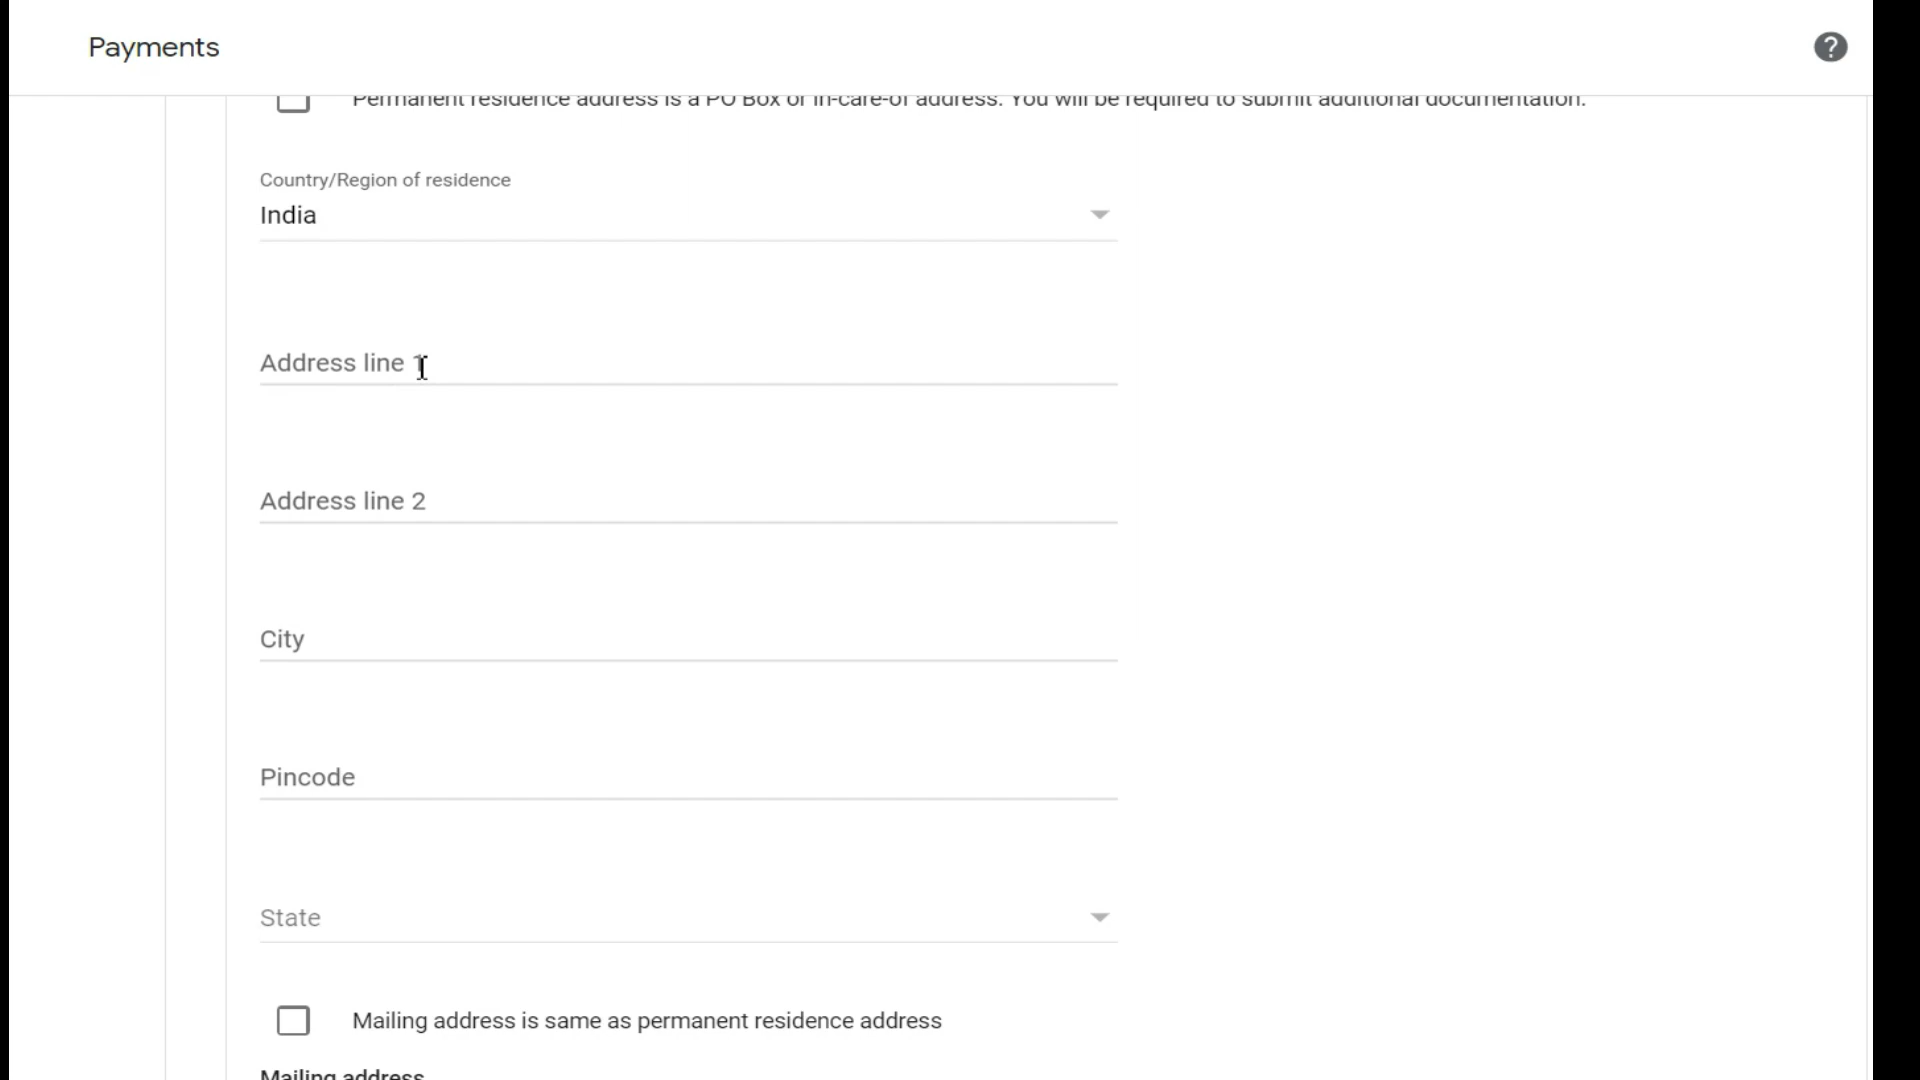 Payments
Permanent residence address is a PO Box or in-care-of address. You will be required to submit additional documentation.
Country/Region of residence
India
Address line 1
Address line 2
City
Pincode
State
Mailing address is same as permanent residence address
Mailing address